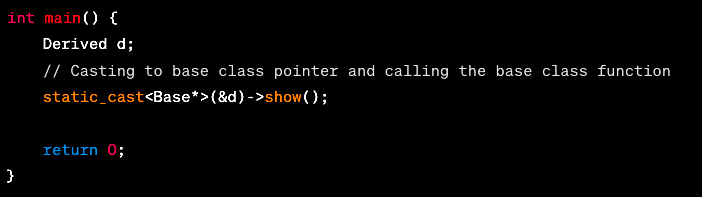 int main() {
    Derived d;
    // Casting to base class pointer and calling the base class function
    static_cast<Base*>(&d)->show();

    return 0;
}